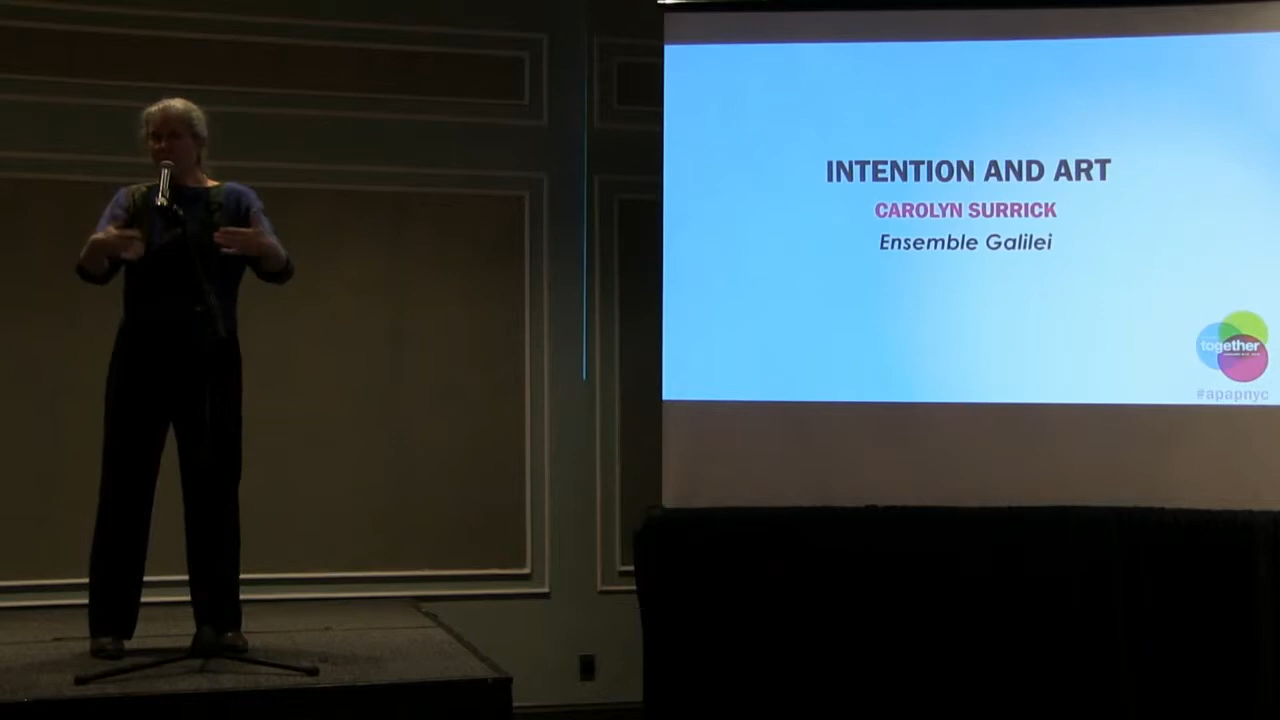 INTENTION AND ART
CAROLYN SURRICK
Ensemble Galilei
together
#apapnyc